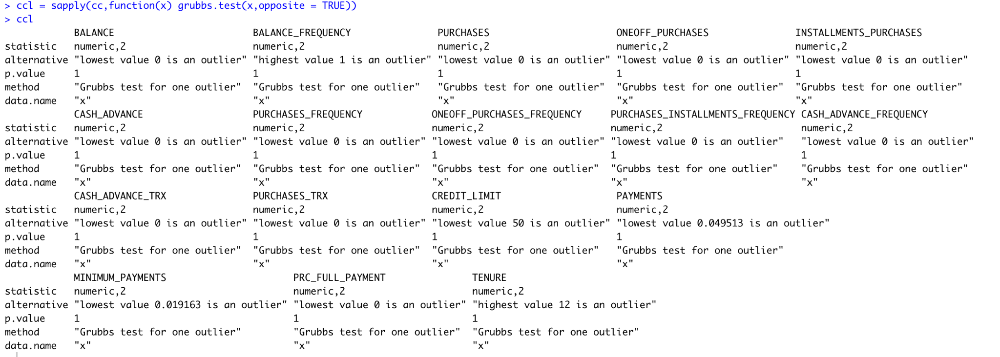 > ccl = sapply(cc,function(x) grubbs.test(x,opposite = TRUE))
> ccl
BALANCE BALANCE_FREQUENCY PURCHASES ONEOFF_PURCHASES INSTALLMENTS_PURCHASES
statistic numeric,2 numeric,2 numeric,2 numeric,2 numeric,2
alternative "lowest value 0 is an outlier" "highest value 1 is an outlier" "lowest value 0 is an outlier" "lowest value 0 is an outlier" "lowest value 0 is an outlier"
p.value 1 1 1 1 1
method "Grubbs test for one outlier" "Grubbs test for one outlier" "Grubbs test for one outlier" "Grubbs test for one outlier" "Grubbs test for one outlier"
data.name "x" "x" "x" "x" "x"
CASH_ADVANCE PURCHASES_FREQUENCY ONEOFF_PURCHASES_FREQUENCY PURCHASES_INSTALLMENTS_FREQUENCY CASH_ADVANCE_FREQUENCY
statistic numeric,2 numeric,2 numeric,2 numeric,2 numeric,2
alternative "lowest value 0 is an outlier" "lowest value 0 is an outlier" "lowest value 0 is an outlier" "lowest value 0 is an outlier" "lowest value 0 is an outlier"
p.value 1 1 1 1 1
method "Grubbs test for one outlier" "Grubbs test for one outlier" "Grubbs test for one outlier" "Grubbs test for one outlier" "Grubbs test for one outlier"
data.name "x" "x" "x" "x" "x"
CASH_ADVANCE_TRX PURCHASES_TRX CREDIT_LIMIT PAYMENTS
statistic numeric,2 numeric,2 numeric,2 numeric,2
alternative "lowest value 0 is an outlier" "lowest value 0 is an outlier" "lowest value 50 is an outlier" "lowest value 0.049513 is an outlier"
p.value 1 1 1 1
method "Grubbs test for one outlier" "Grubbs test for one outlier" "Grubbs test for one outlier" "Grubbs test for one outlier"
data.name "x" "x" "x" "x"
MINIMUM_PAYMENTS PRC_FULL_PAYMENT TENURE
statistic numeric,2 numeric,2 numeric,2
alternative "lowest value 0.019163 is an outlier" "lowest value 0 is an outlier" "highest value 12 is an outlier"
p.value 1 1 1
method "Grubbs test for one outlier" "Grubbs test for one outlier" "Grubbs test for one outlier"
data.name "x" "x" "x"